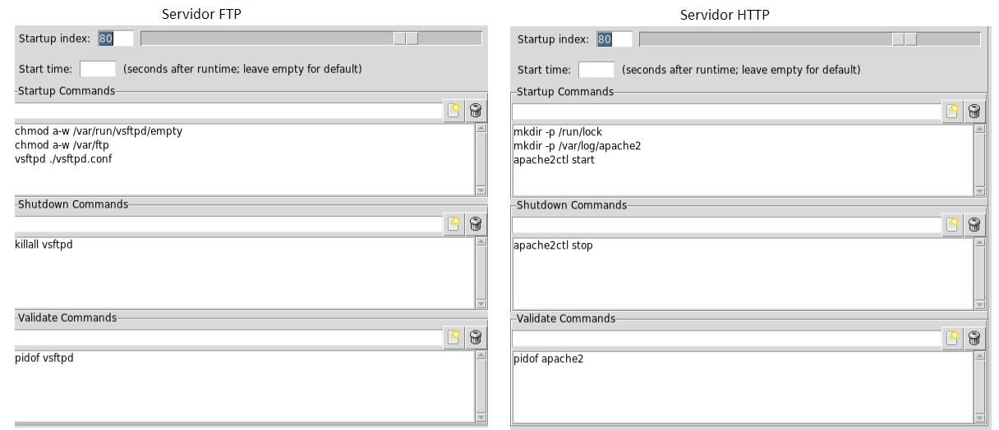 Servidor FTP
Startup index: 80
Start time: (seconds after runtime; leave empty for default)
Startup Commands
chmod a-w /var/run/vsftpd/empty
chmod a-w /var/ftp
vsftpd ./vsftpd.conf
Shutdown Commands
killall vsftpd
Validate Commands
pidof vsftpd
Servidor HTTP
Startup index: 80
Start time: (seconds after runtime; leave empty for default)
Startup Commands
mkdir -p /run/lock
mkdir -p /var/log/apache2
apache2ctl start
Shutdown Commands
apache2ctl stop
Validate Commands
pidof apache2